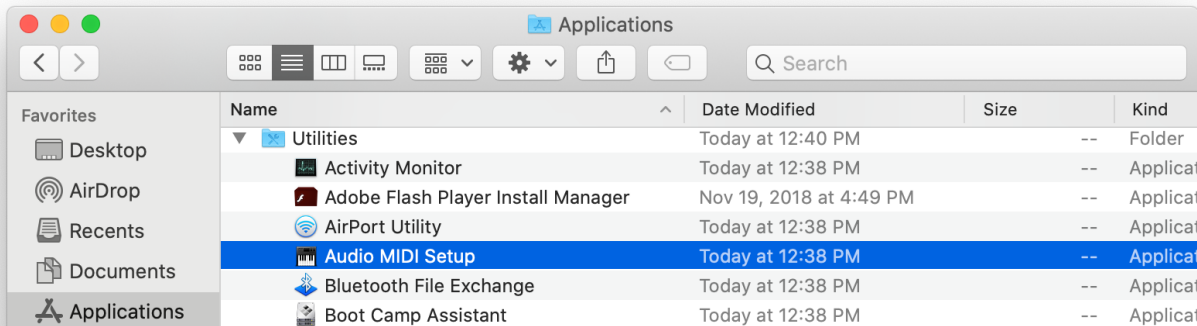 Applications
Search
Favorites
Desktop
AirDrop
Recents
Documents
Applications
Name Date Modified Size Kind
Utilities Today at 12:40 PM -- Folder
Activity Monitor Today at 12:38 PM -- Applicat
Adobe Flash Player Install Manager Nov 19, 2018 at 4:49 PM -- Applicat
AirPort Utility Today at 12:38 PM -- Applicat
Audio MIDI Setup Today at 12:38 PM -- Applicat
Bluetooth File Exchange Today at 12:38 PM -- Applicat
Boot Camp Assistant Today at 12:38 PM -- Applicat